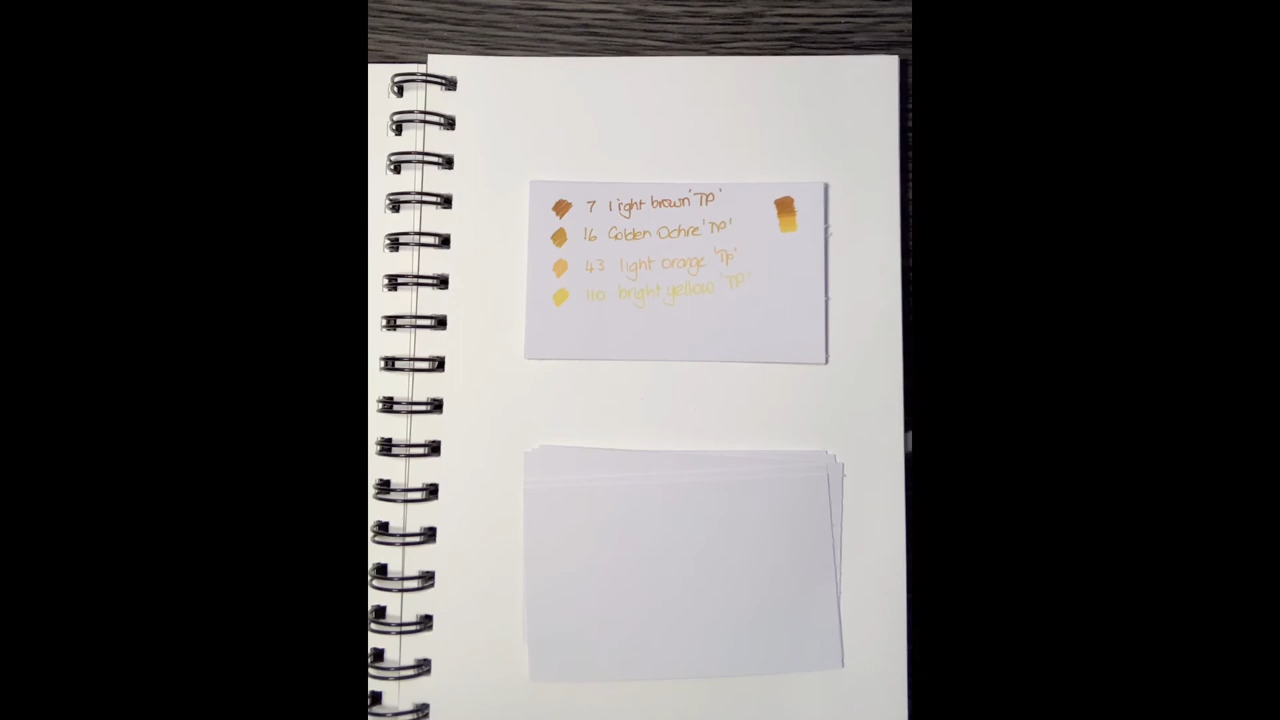 7 light brown 'TP'
16 Golden Ochre 'TP'
43 light orange 'Tp'
110 bright yellow 'TP'